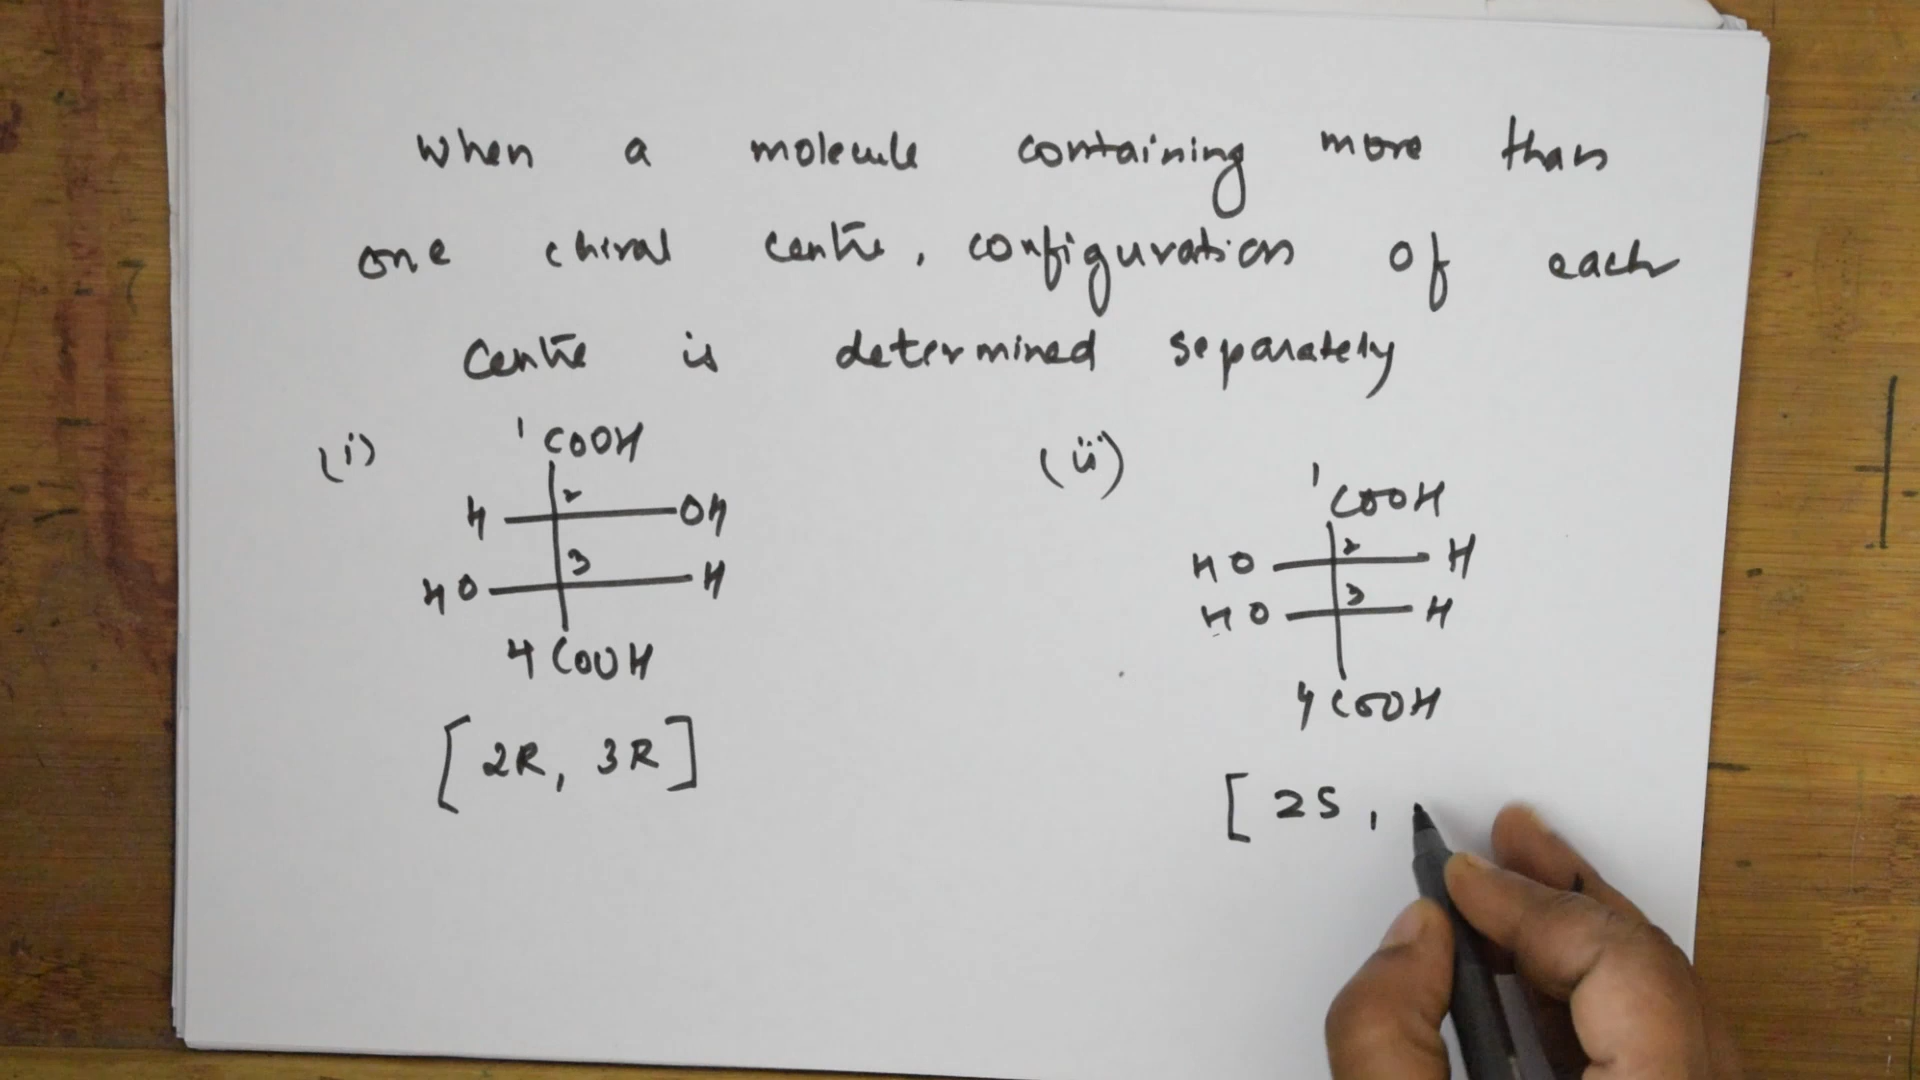 When a molecule containing more than
one chiral centre, configuration of each
centre is determined separately
(i) 1 COOH
H 2 OH
HO 3 H
4 COOH
[2R, 3R]
(ii) 1 COOH
HO 2 H
HO 3 H
4 COOH
[2S,